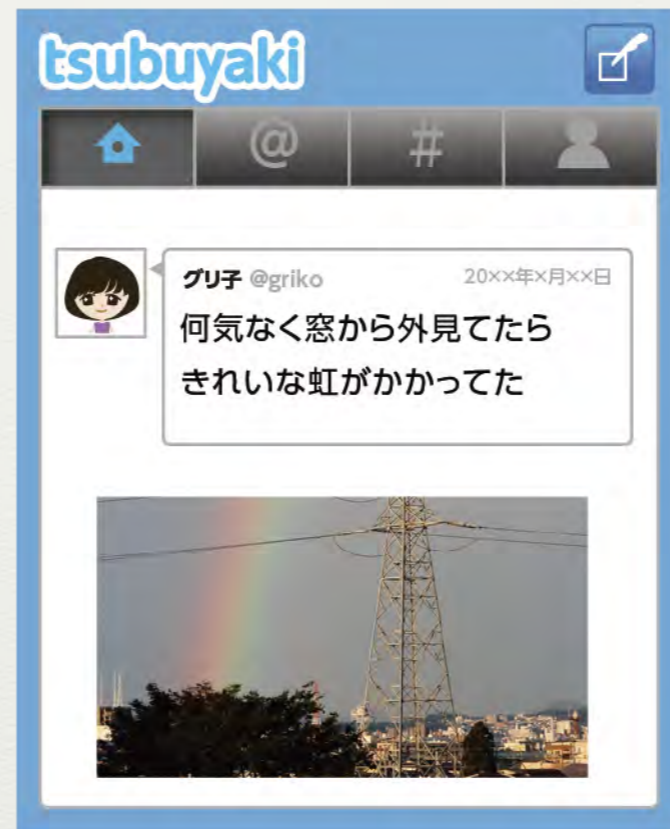 tsubuyaki
@
#
グリ子 @griko 20××年×月××日
何気なく窓から外見てたら
きれいな虹がかかってた